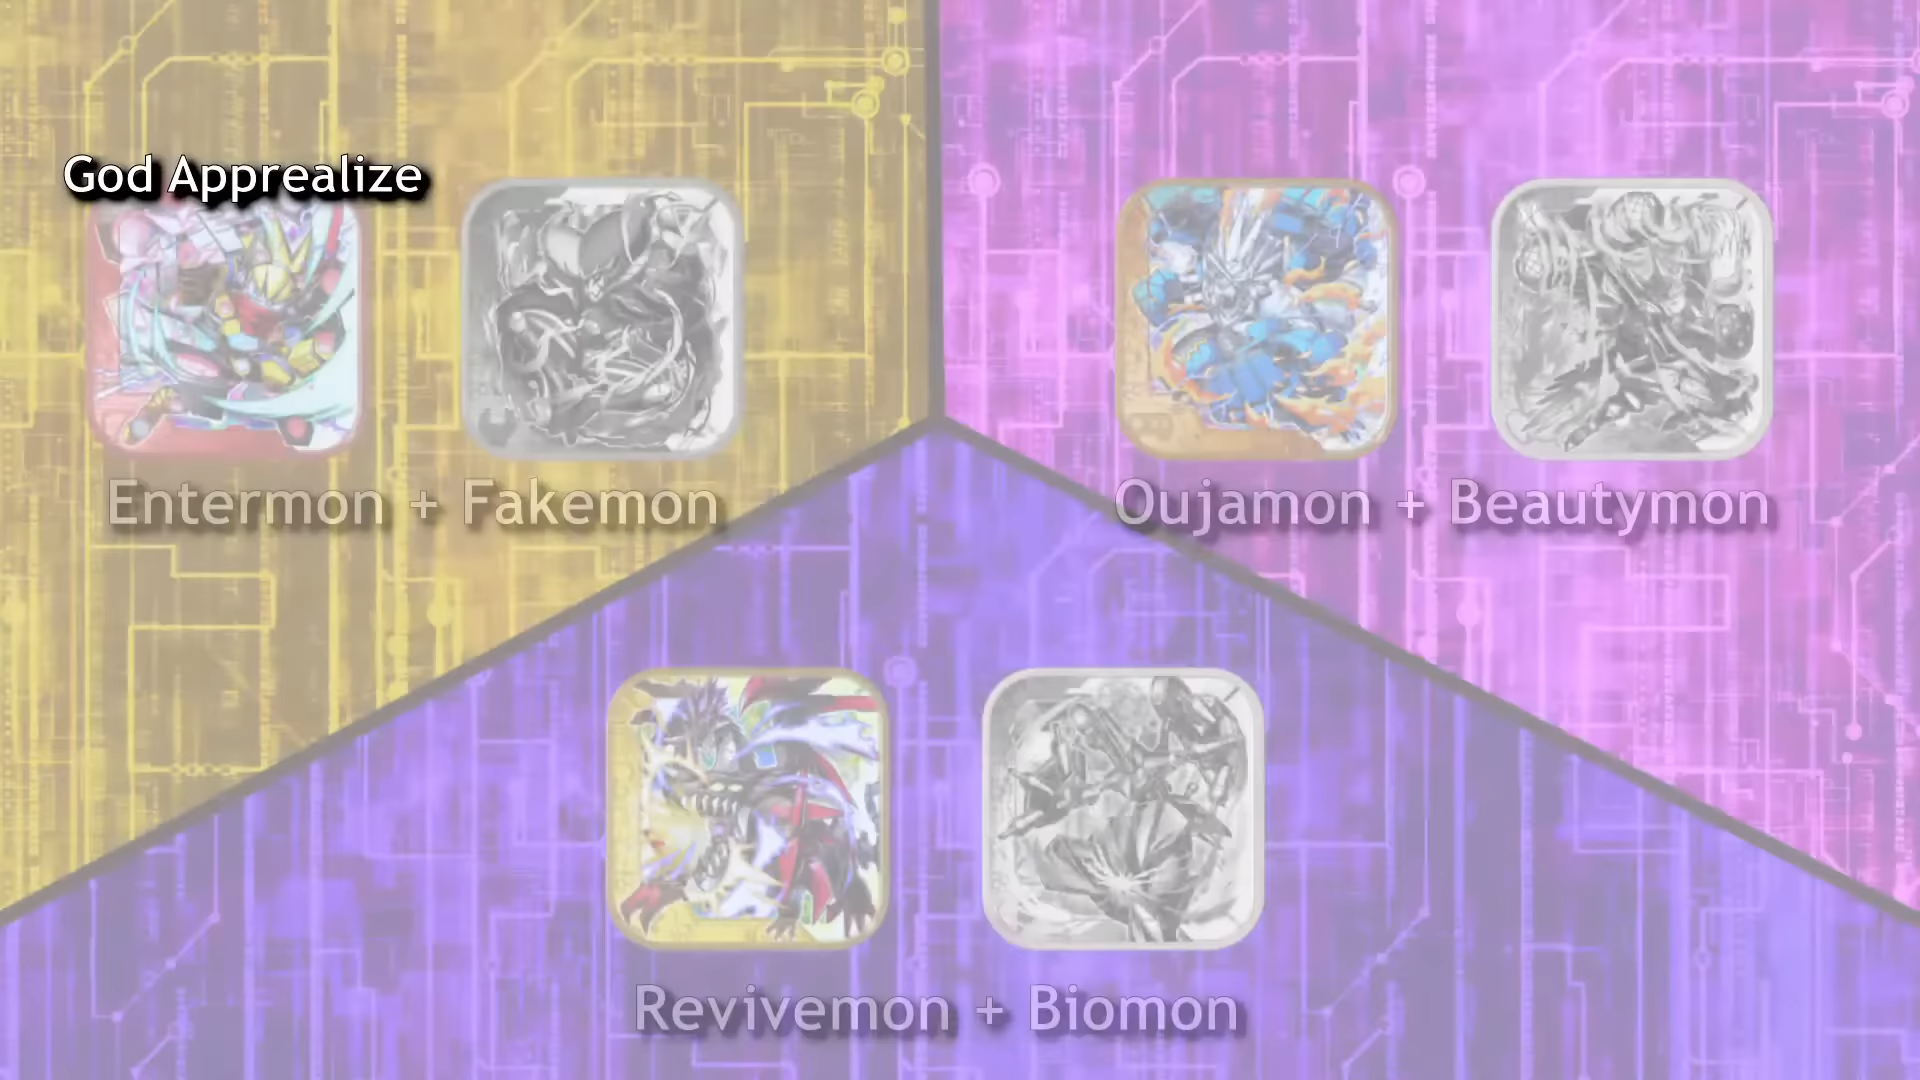 God Apprealize
Entermon + Fakemon
Oujamon + Beautymon
Revivemon + Biomon